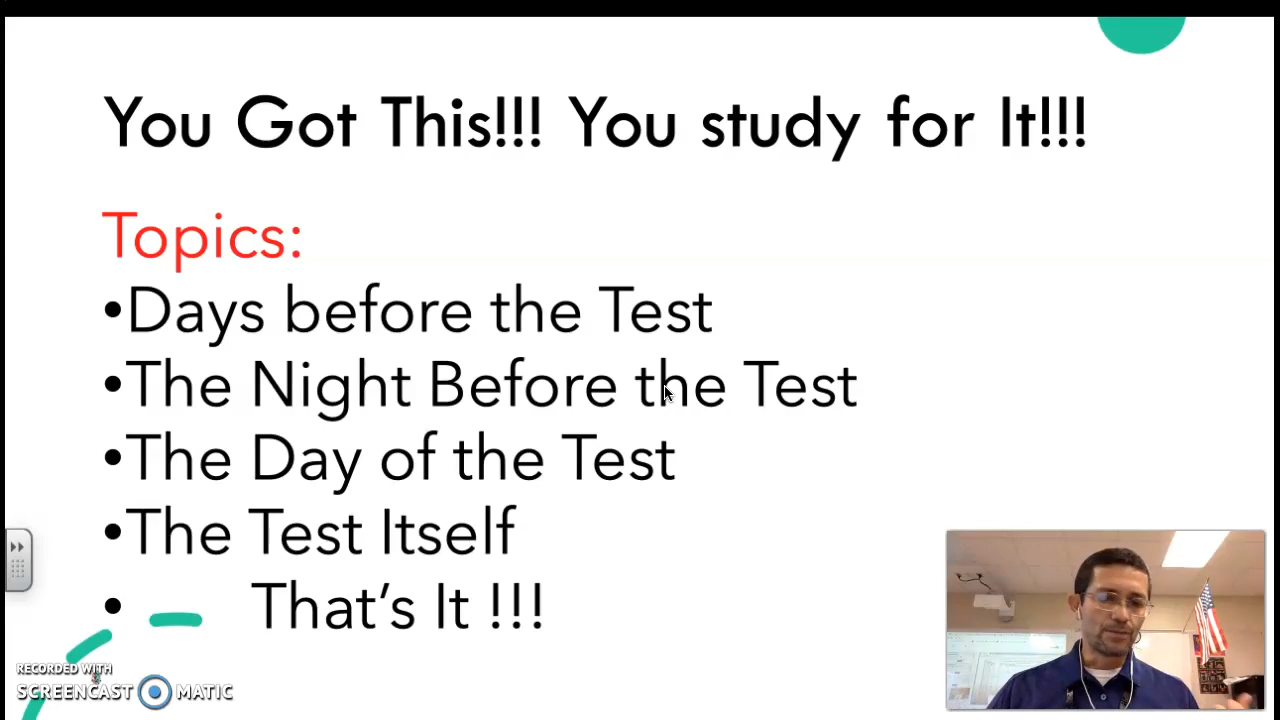 You Got This!!! You study for It!!!
Topics:
•Days before the Test
•The Night Before the Test
•The Day of the Test
•The Test Itself
• That’s It !!!
RECORDED WITH
SCREENCAST MATIC